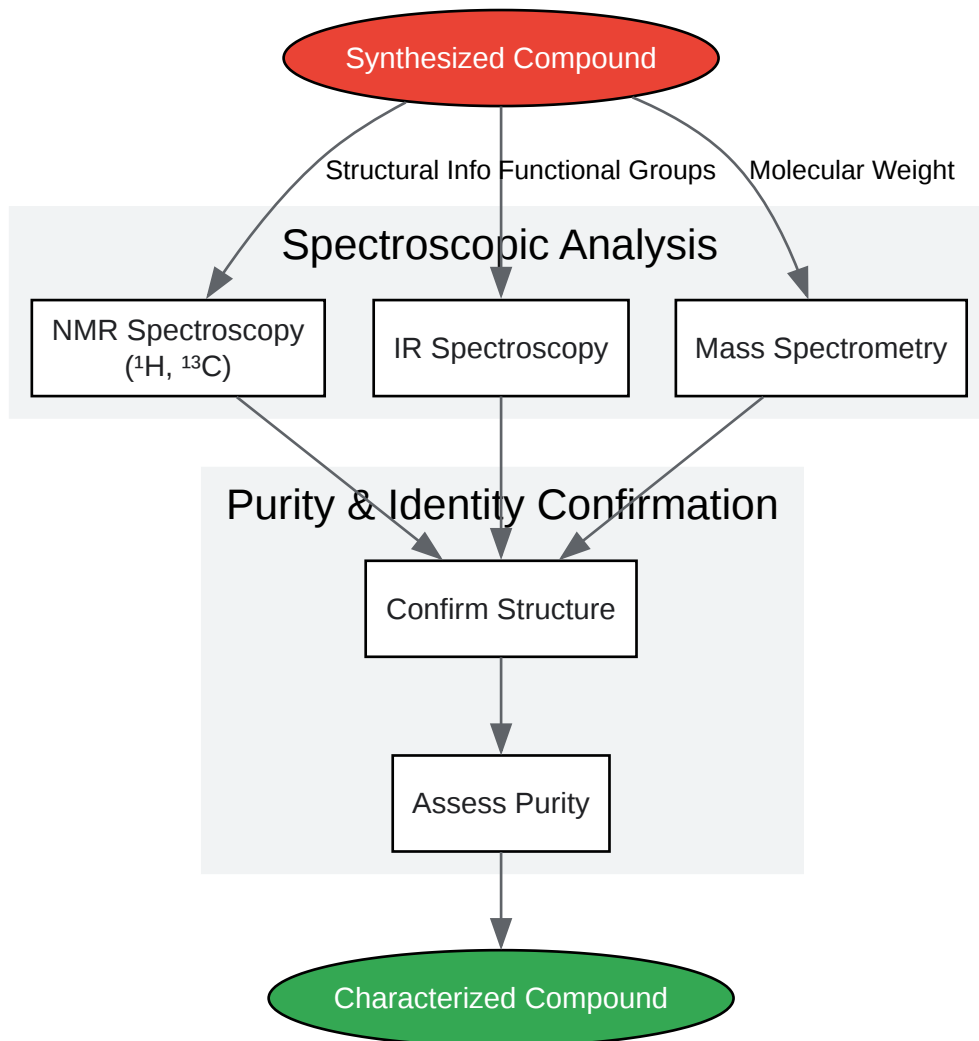 Synthesized Compound
Structural Info
Functional Groups
Molecular Weight
Spectroscopic Analysis
NMR Spectroscopy
(¹H, ¹³C)
IR Spectroscopy
Mass Spectrometry
Purity & Identity Confirmation
Confirm Structure
Assess Purity
Characterized Compound